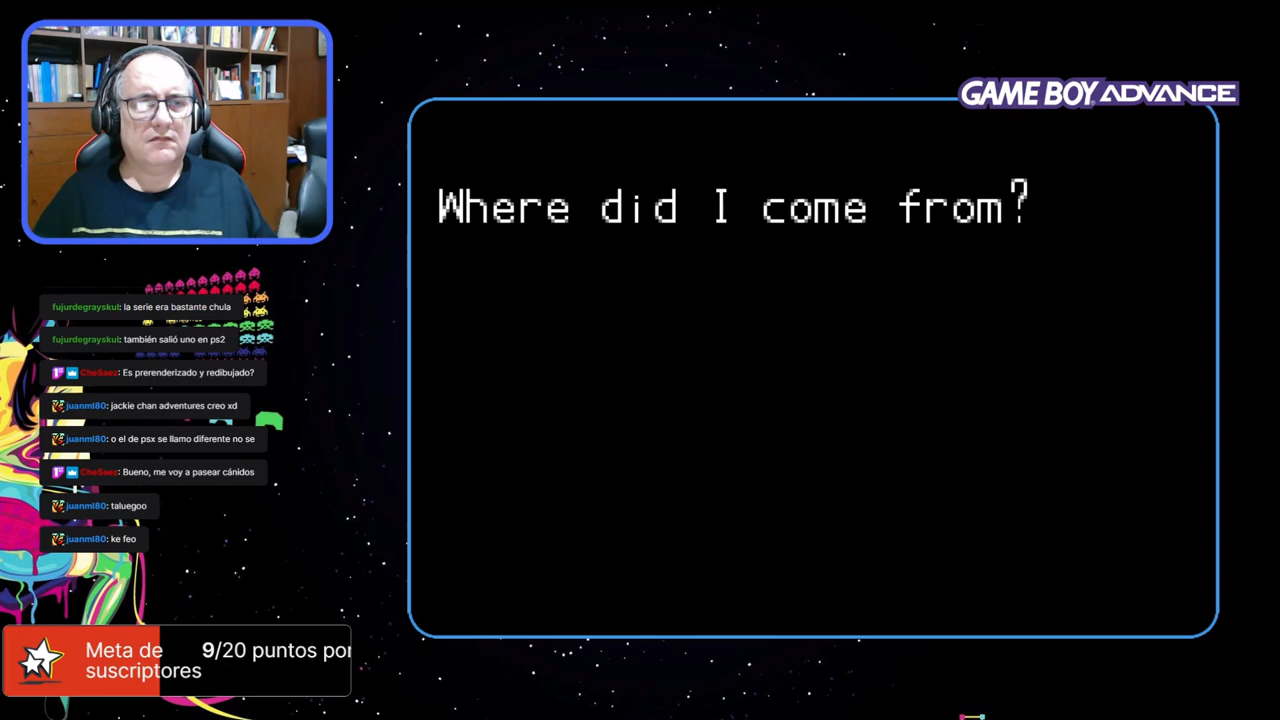 GAME BOY ADVANCE
Where did I come from?
fujurdegrayskul: la serie era bastante chula
fujurdegrayskul: también salió uno en ps2
CheSaez: Es prerenderizado y redibujado?
juanml80: jackie chan adventures creo xd
juanml80: o el de psx se llamo diferente no se
CheSaez: Bueno, me voy a pasear cánidos
juanml80: taluegoo
juanml80: ke feo
Meta de suscriptores
9/20 puntos por